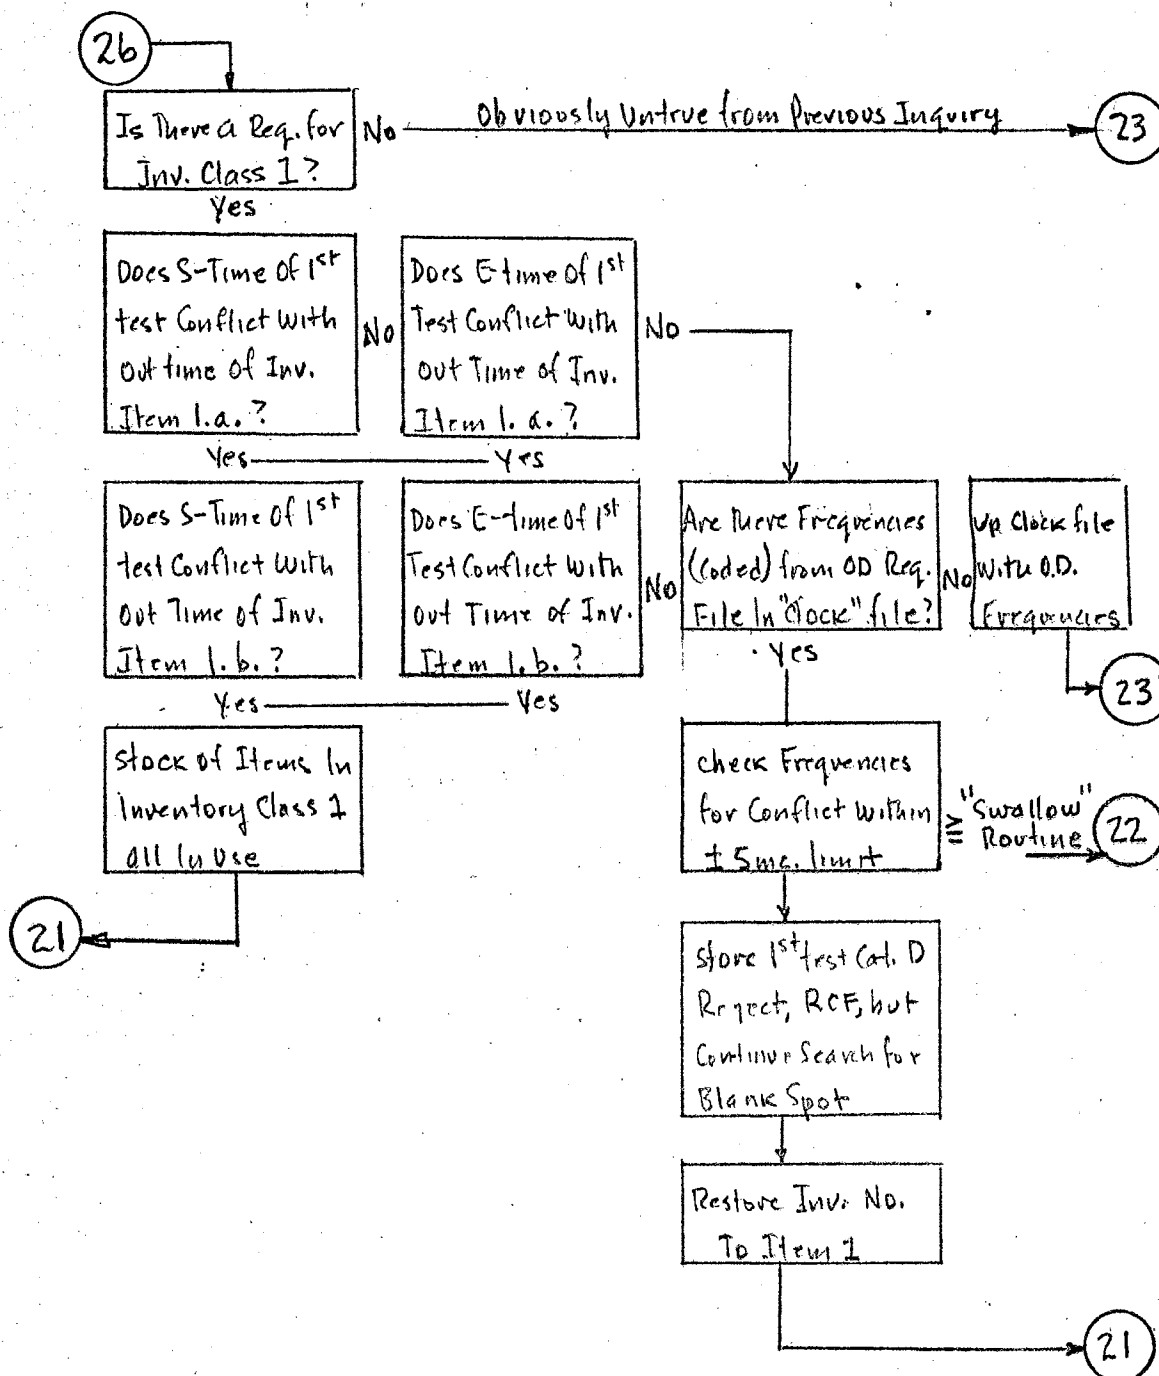 26
Is There a Req. for
Inv. Class 1?
No
Obviously Untrue from Previous Inquiry
23
Yes
Does S-Time Of 1st
test Conflict With
Out time of Inv.
Item 1.a.?
No
Does E-time Of 1st
Test Conflict With
Out Time of Inv.
Item 1.a.?
No
Yes
Yes
Does S-Time Of 1st
test Conflict With
Out Time of Inv.
Item 1.b.?
Does E-time Of 1st
Test Conflict With
Out Time of Inv.
Item 1.b.?
No
Are there Frequencies
(Coded) from OD Req.
File In "Clock" file?
No
Up Clock file
With O.D.
Frequencies
23
Yes
Yes
Yes
Stock of Items In
Inventory Class 1
all In Use
21
Check Frequencies
for Conflict Within
± 5mc. limit
≥
"Swallow"
Routine
22
Store 1st test Cat. D
Reject, RCF, but
Continue Search for
Blank Spot
Restore Inv. No.
To Item 1
21